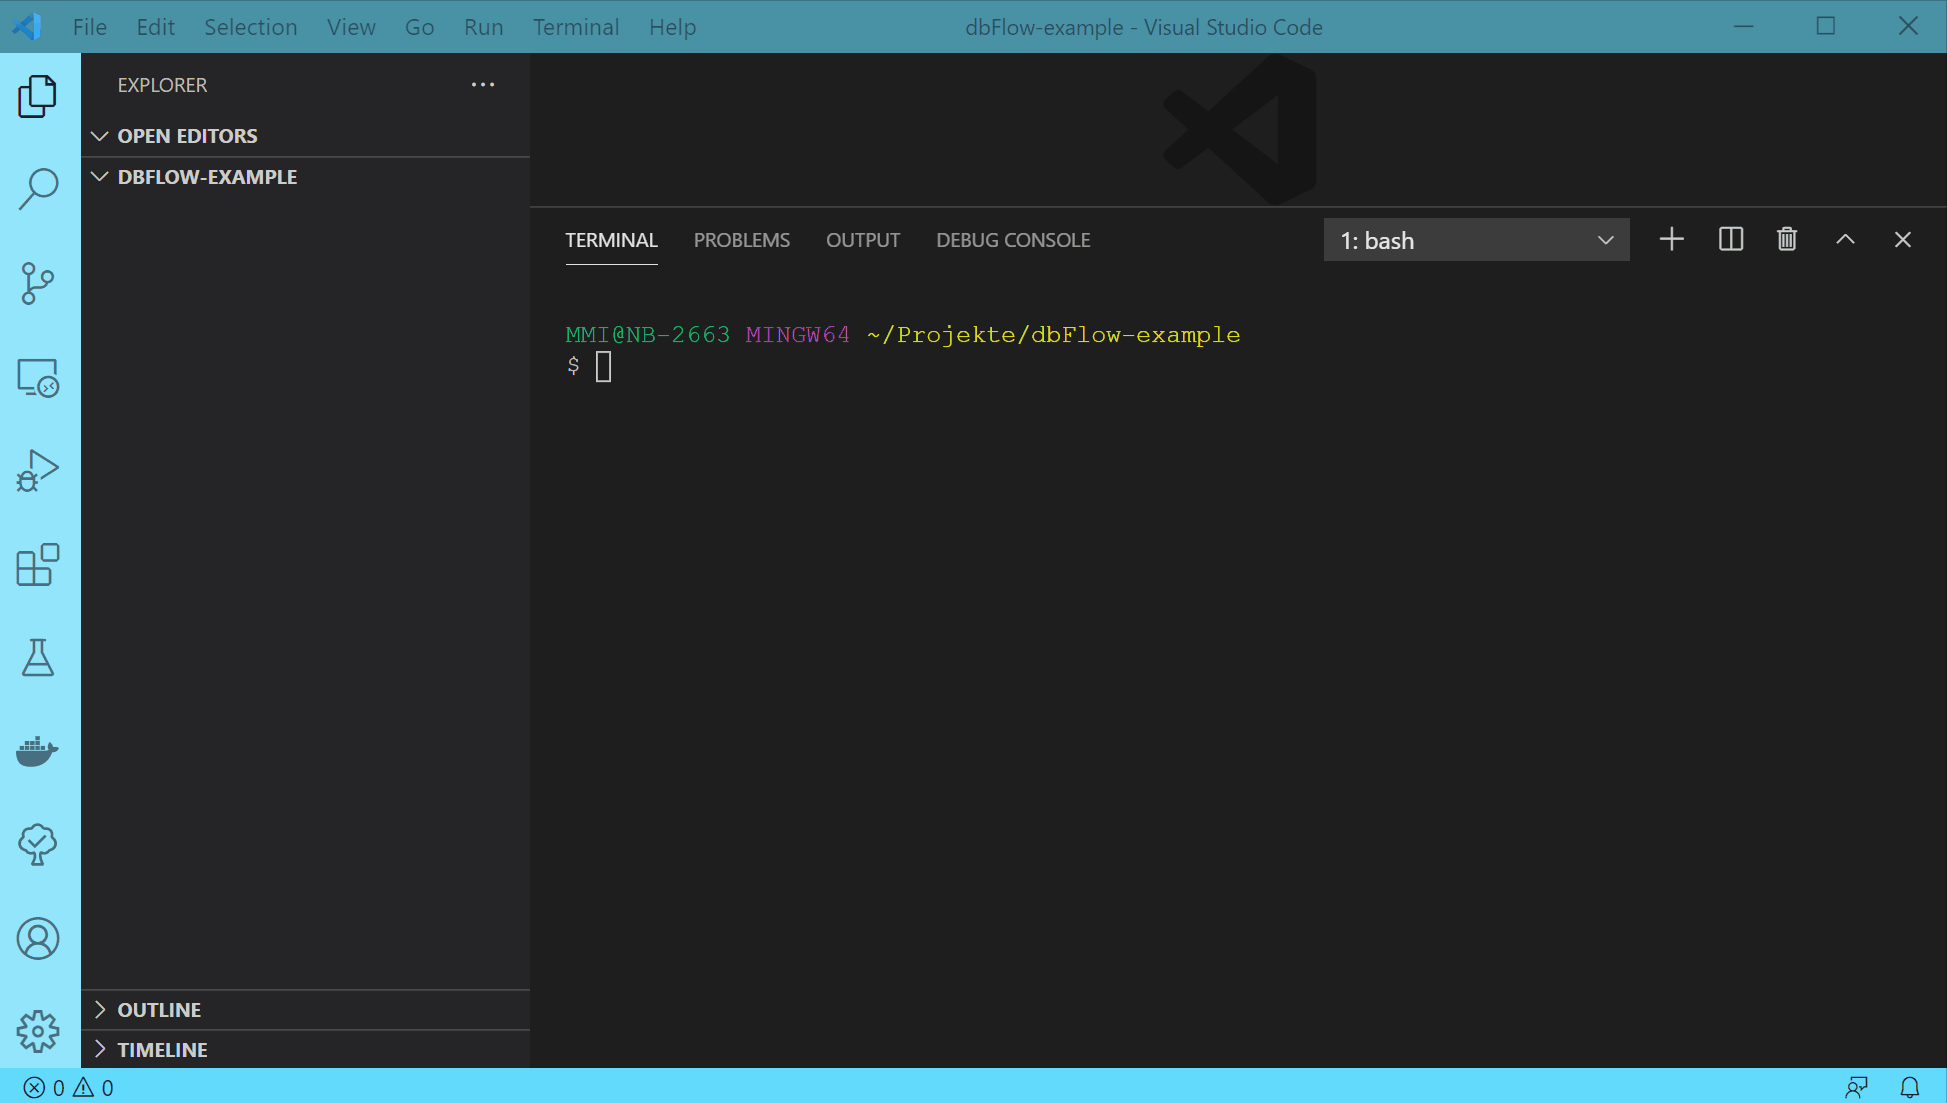 File Edit Selection View Go Run Terminal Help dbFlow-example - Visual Studio Code
EXPLORER
OPEN EDITORS
DBFLOW-EXAMPLE
TERMINAL PROBLEMS OUTPUT DEBUG CONSOLE 1: bash
MMI@NB-2663 MINGW64 ~/Projekte/dbFlow-example
$
OUTLINE
TIMELINE
0 0